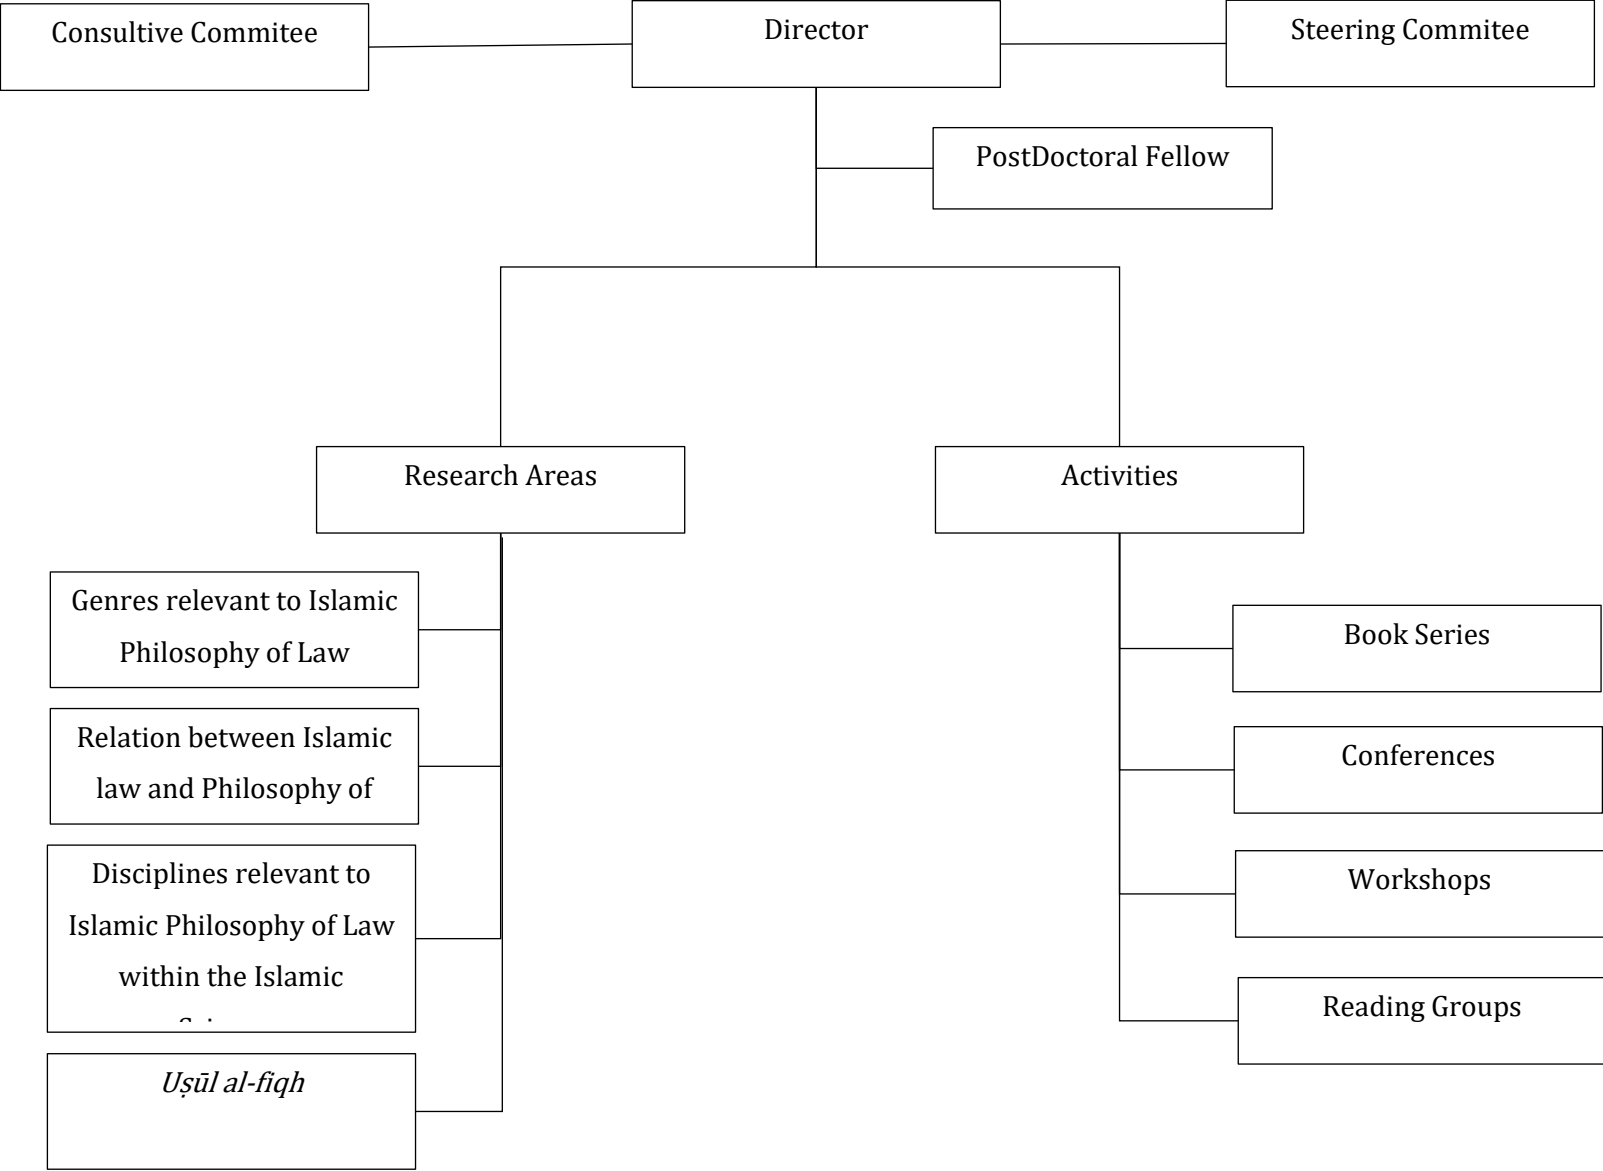 Consultive Commitee
Director
Steering Commitee
PostDoctoral Fellow
Research Areas
Activities
Genres relevant to Islamic
Philosophy of Law
Relation between Islamic
law and Philosophy of
Disciplines relevant to
Islamic Philosophy of Law
within the Islamic
Uṣūl al-fiqh
Book Series
Conferences
Workshops
Reading Groups